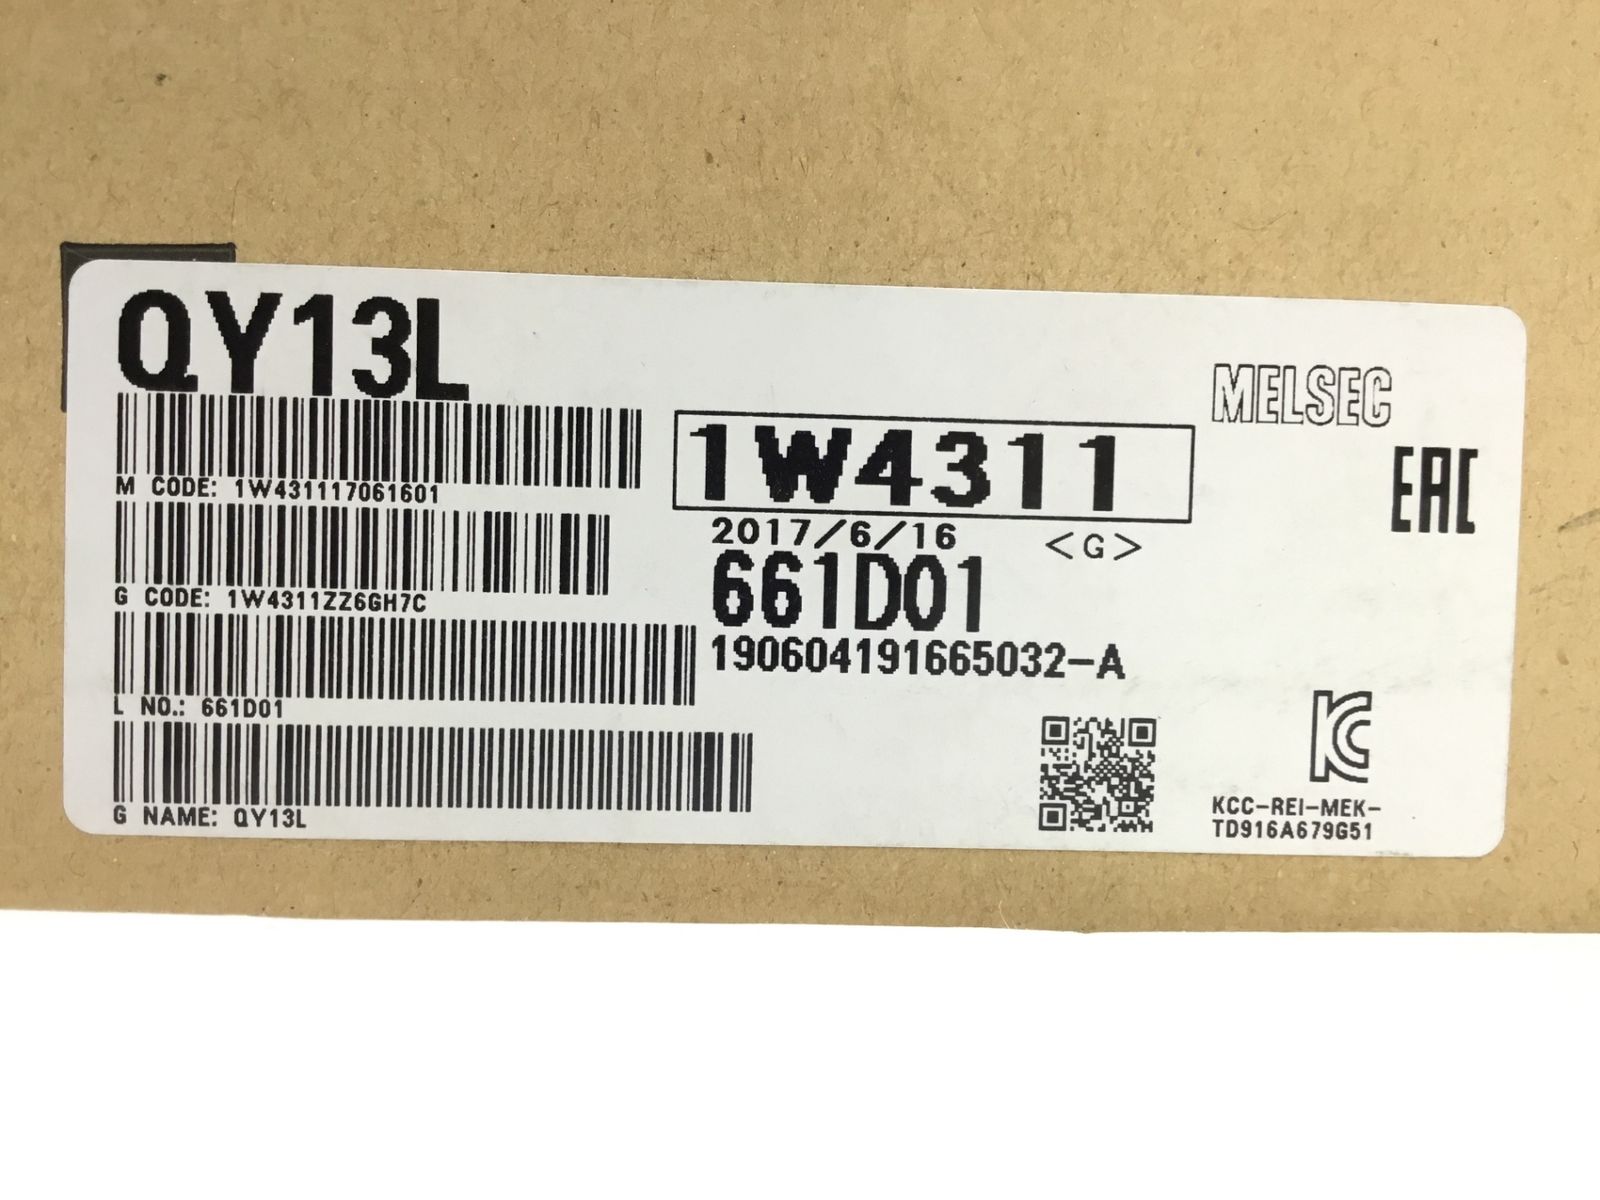 QY13L
MELSEC
M CODE: 1W431117061601
1W4311
EAC
2017/6/16 <G>
G CODE: 1W4311ZZ6GH7C
661D01
190604191665032-A
L NO.: 661D01
KC
KCC-REI-MEK-
TD916A679G51
G NAME: QY13L